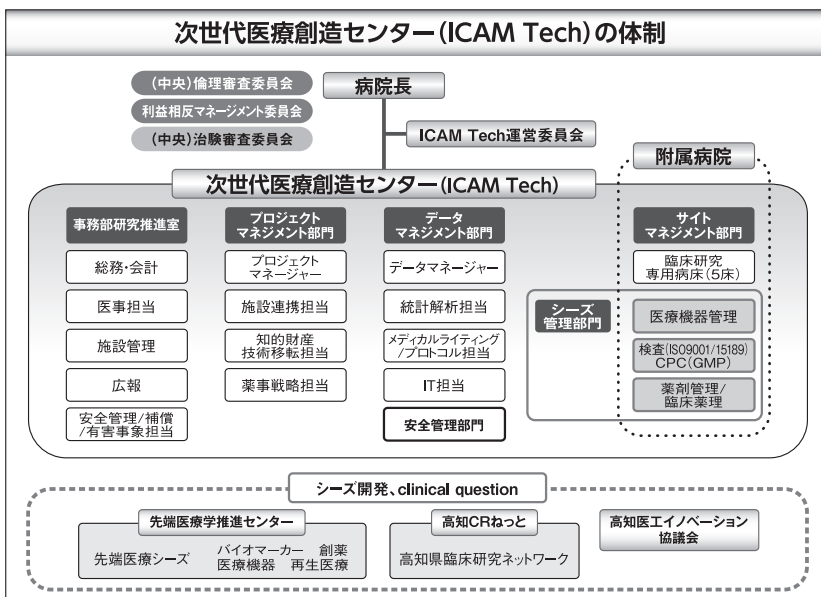 次世代医療創造センター(ICAM Tech)の体制
(中央)倫理審査委員会
利益相反マネージメント委員会
(中央)治験審査委員会
病院長
ICAM Tech運営委員会
附属病院
次世代医療創造センター(ICAM Tech)
事務部研究推進室
総務・会計
医事担当
施設管理
広報
安全管理/補償
/有害事象担当
プロジェクト
マネジメント部門
プロジェクト
マネージャー
施設連携担当
知的財産
技術移転担当
薬事戦略担当
データ
マネジメント部門
データマネージャー
統計解析担当
メディカルライティング
/プロトコル担当
IT担当
安全管理部門
サイト
マネジメント部門
臨床研究
専用病床(5床)
シーズ
管理部門
医療機器管理
検査(ISO9001/15189)
CPC(GMP)
薬剤管理/
臨床薬理
シーズ開発、clinical question
先端医療学推進センター
先端医療シーズ
バイオマーカー 創薬
医療機器 再生医療
高知CRねっと
高知県臨床研究ネットワーク
高知医工イノベーション
協議会